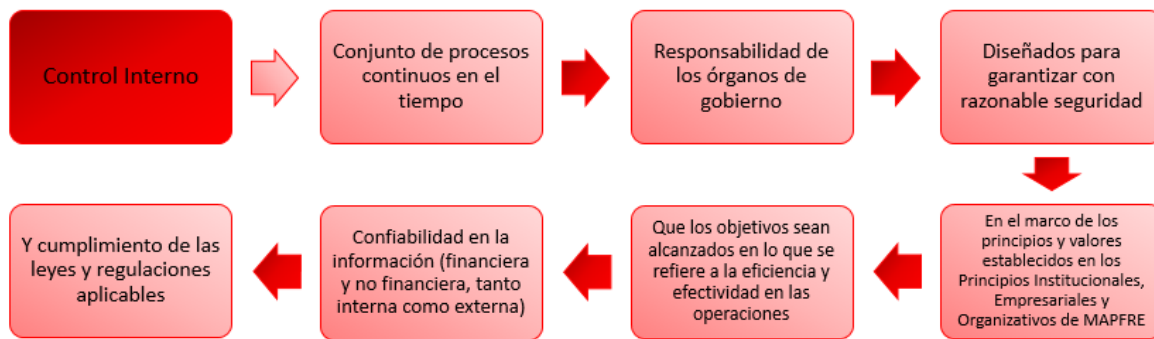 Control Interno
Conjunto de procesos
continuos en el
tiempo
Responsabilidad de
los órganos de
gobierno
Diseñados para
garantizar con
razonable seguridad
En el marco de los
principios y valores
establecidos en los
Principios Institucionales,
Empresariales y
Organizativos de MAPFRE
Que los objetivos sean
alcanzados en lo que se
refiere a la eficiencia y
efectividad en las
operaciones
Confiabilidad en la
información (financiera
y no financiera, tanto
interna como externa)
Y cumplimiento de las
leyes y regulaciones
aplicables